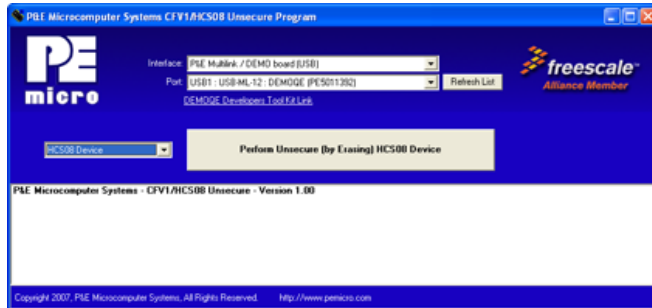 P&E Microcomputer Systems CFV1/HCS08 Unsecure Program
PE
micro
Interface: P&E Multilink / DEMO board (USB)
Port: USB1 : USB-ML-12 : DEMOQE (PE5011392)
Refresh List
DEMOQE Developers Tool Kit Link
freescale™
Alliance Member
HCS08 Device
Perform Unsecure (by Erasing) HCS08 Device
P&E Microcomputer Systems - CFV1/HCS08 Unsecure - Version 1.00
Copyright 2007, P&E Microcomputer Systems, All Rights Reserved. http://www.pemicro.com